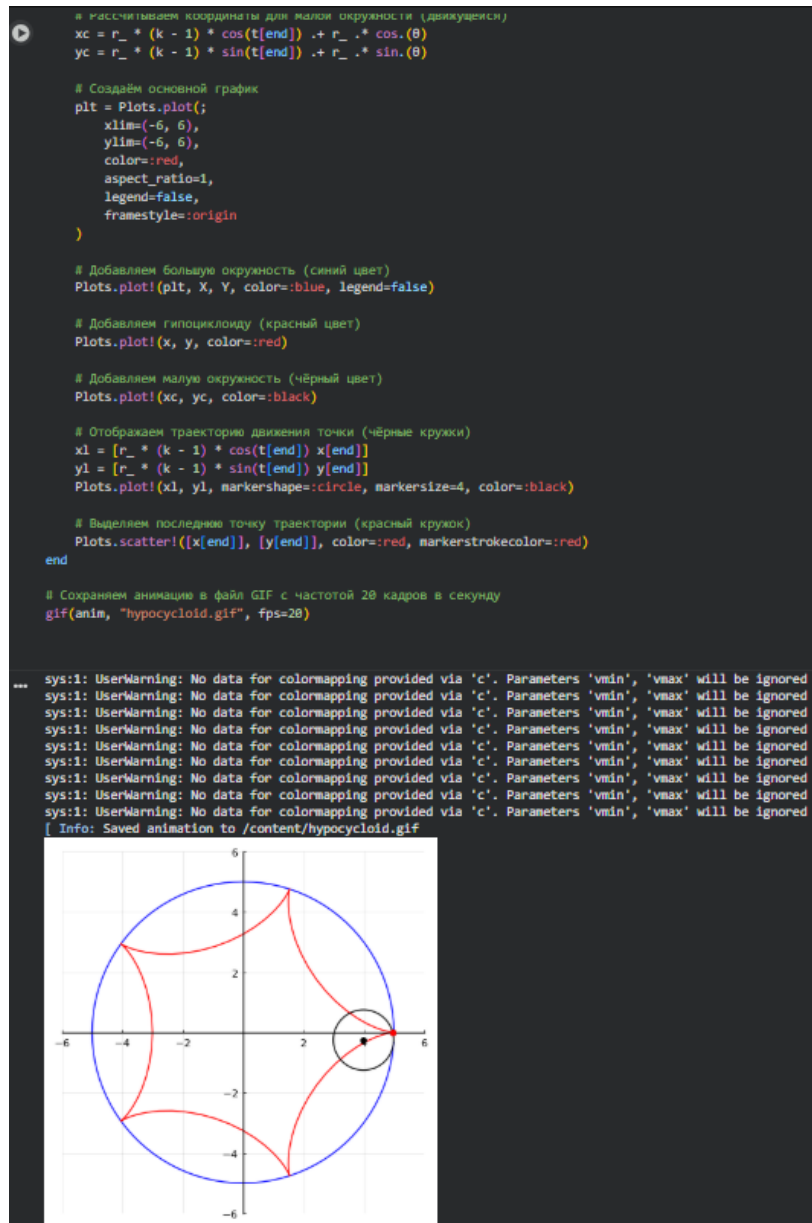 # Рассчитываем координаты для малой окружности (движущейся)
xc = r_ * (k - 1) * cos(t[end]) .+ r_ .* cos.(θ)
yc = r_ * (k - 1) * sin(t[end]) .+ r_ .* sin.(θ)
# Создаём основной график
plt = Plots.plot(;
xlim=(-6, 6),
ylim=(-6, 6),
color=:red,
aspect_ratio=1,
legend=false,
framestyle=:origin
)
# Добавляем большую окружность (синий цвет)
Plots.plot!(plt, X, Y, color=:blue, legend=false)
# Добавляем гипоциклоиду (красный цвет)
Plots.plot!(x, y, color=:red)
# Добавляем малую окружность (чёрный цвет)
Plots.plot!(xc, yc, color=:black)
# Отображаем траекторию движения точки (чёрные кружки)
xl = [r_ * (k - 1) * cos(t[end]) x[end]]
yl = [r_ * (k - 1) * sin(t[end]) y[end]]
Plots.plot!(xl, yl, markershape=:circle, markersize=4, color=:black)
# Выделяем последнюю точку траектории (красный кружок)
Plots.scatter!([x[end]], [y[end]], color=:red, markerstrokecolor=:red)
end
# Сохраняем анимацию в файл GIF с частотой 20 кадров в секунду
gif(anim, "hypocycloid.gif", fps=20)
sys:1: UserWarning: No data for colormapping provided via 'c'. Parameters 'vmin', 'vmax' will be ignored
sys:1: UserWarning: No data for colormapping provided via 'c'. Parameters 'vmin', 'vmax' will be ignored
sys:1: UserWarning: No data for colormapping provided via 'c'. Parameters 'vmin', 'vmax' will be ignored
sys:1: UserWarning: No data for colormapping provided via 'c'. Parameters 'vmin', 'vmax' will be ignored
sys:1: UserWarning: No data for colormapping provided via 'c'. Parameters 'vmin', 'vmax' will be ignored
sys:1: UserWarning: No data for colormapping provided via 'c'. Parameters 'vmin', 'vmax' will be ignored
sys:1: UserWarning: No data for colormapping provided via 'c'. Parameters 'vmin', 'vmax' will be ignored
sys:1: UserWarning: No data for colormapping provided via 'c'. Parameters 'vmin', 'vmax' will be ignored
sys:1: UserWarning: No data for colormapping provided via 'c'. Parameters 'vmin', 'vmax' will be ignored
[ Info: Saved animation to /content/hypocycloid.gif
6
4
2
−6 −4 −2 2 4 6
−2
−4
−6